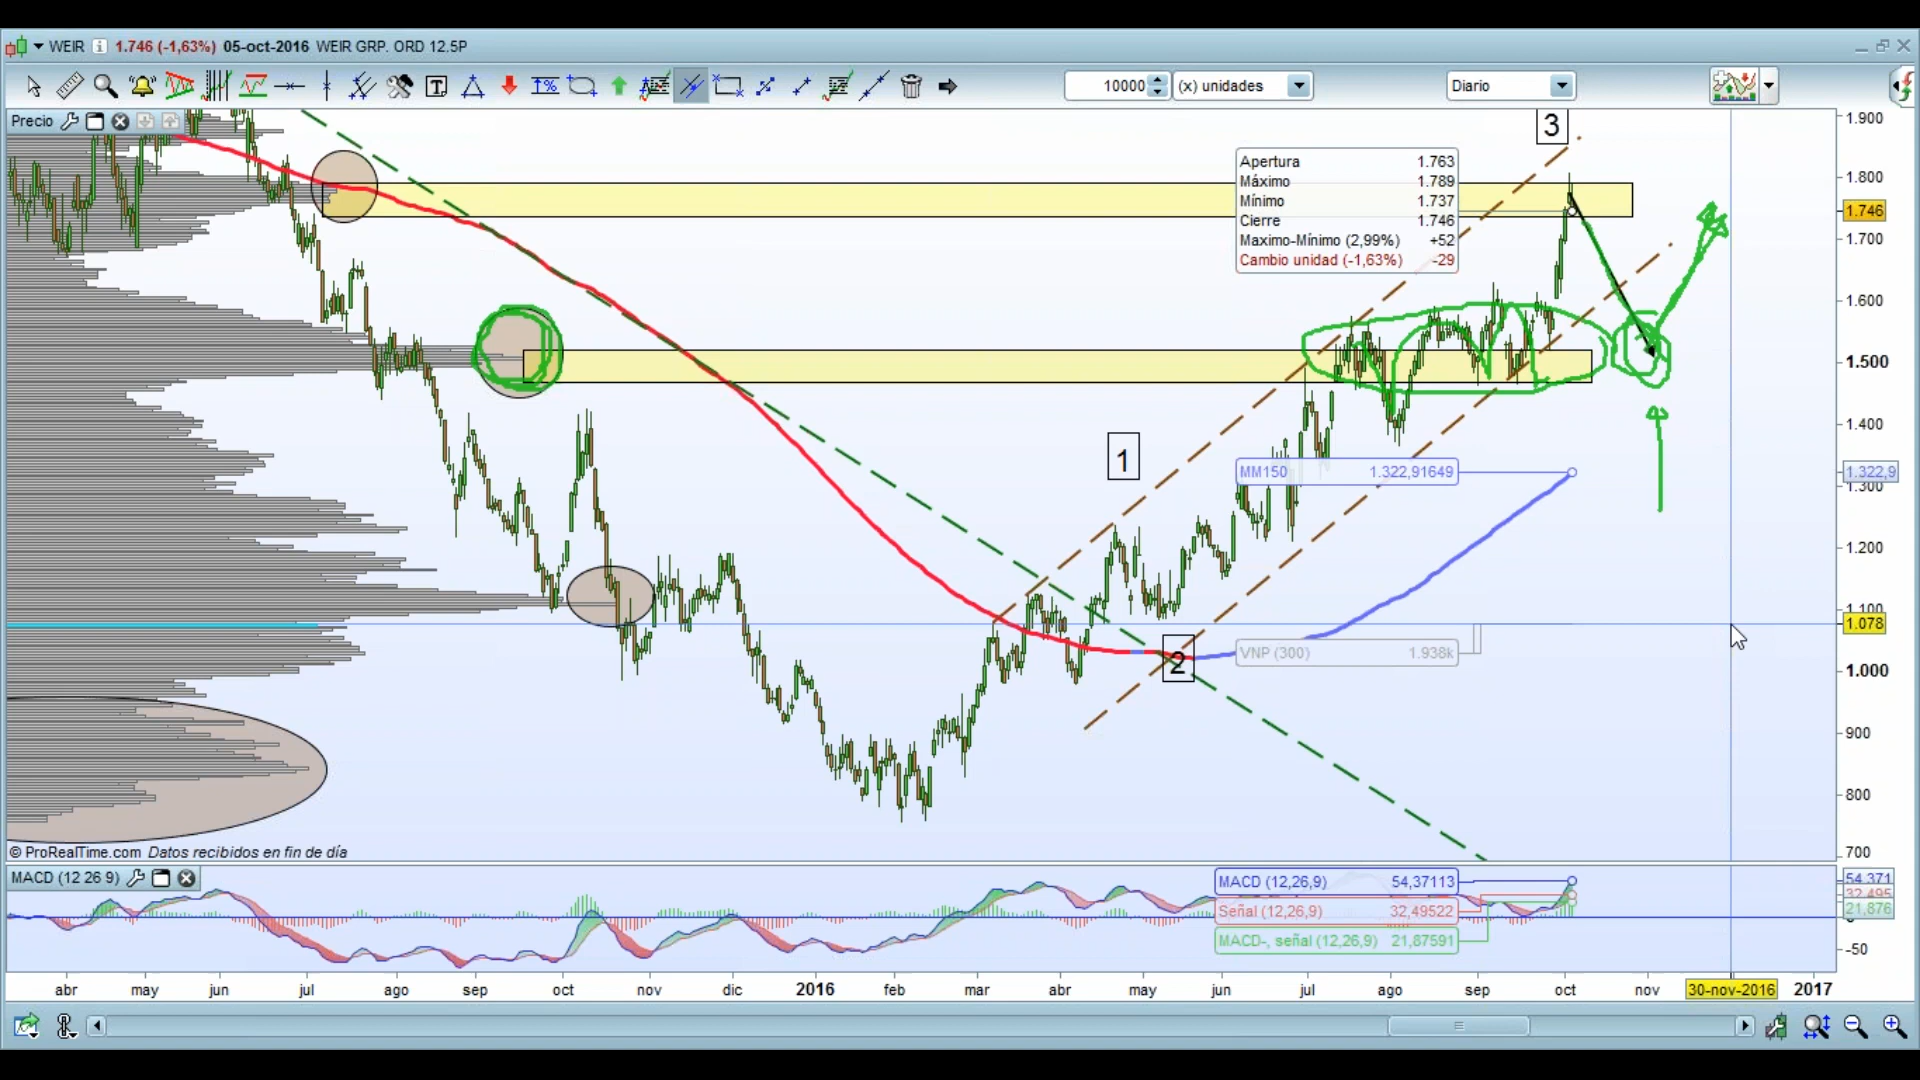 WEIR 1.746 (-1,63%) 05-oct-2016 WEIR GRP. ORD 12.5P
10000 (x) unidades Diario
Precio
1.900
3
Apertura 1.763
Máximo 1.789
Mínimo 1.737
Cierre 1.746
Maximo-Mínimo (2,99%) +52
Cambio unidad (-1,63%) -29
1.800
1.746
1.700
1.600
1.500
1.400
1
MM150 1.322,91649
1.322,9
1.300
1.200
1.100
1.078
2
VNP (300) 1.938k
1.000
900
800
700
© ProRealTime.com Datos recibidos en fin de día
MACD (12 26 9)
MACD (12,26,9) 54,37113
Señal (12,26,9) 32,49522
MACD-, señal (12,26,9) 21,87591
54,371
32,495
21,876
-50
abr may jun jul ago sep oct nov dic 2016 feb mar abr may jun jul ago sep oct nov 30-nov-2016 2017